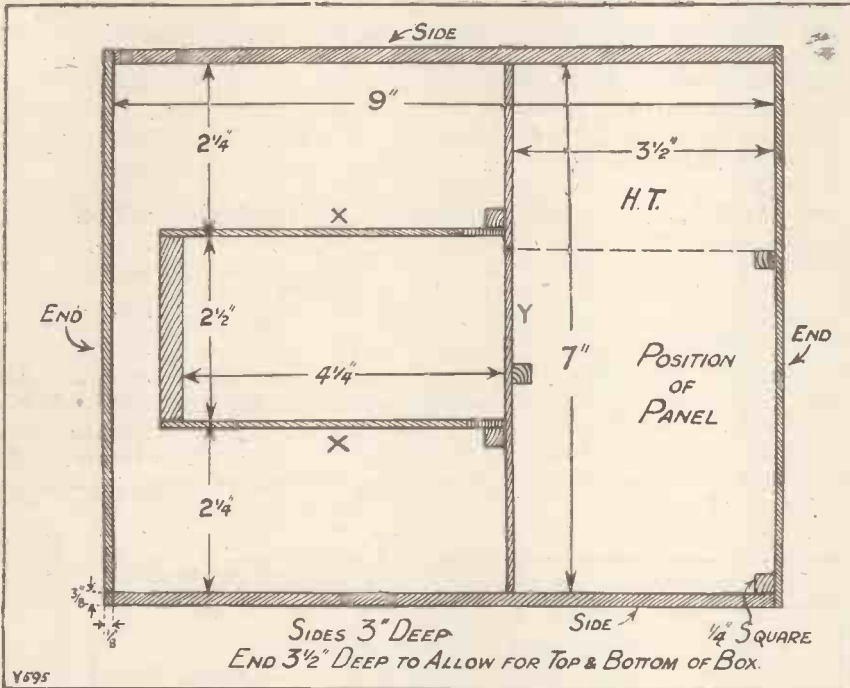 SIDE
9"
2¼"
3½"
H.T.
X
END
2½"
Y
END
4¼"
7"
POSITION
OF
PANEL
X
2¼"
3/8"
1/8
SIDES 3" DEEP
SIDE
¼" SQUARE
END 3½" DEEP TO ALLOW FOR TOP & BOTTOM OF BOX.
Y595